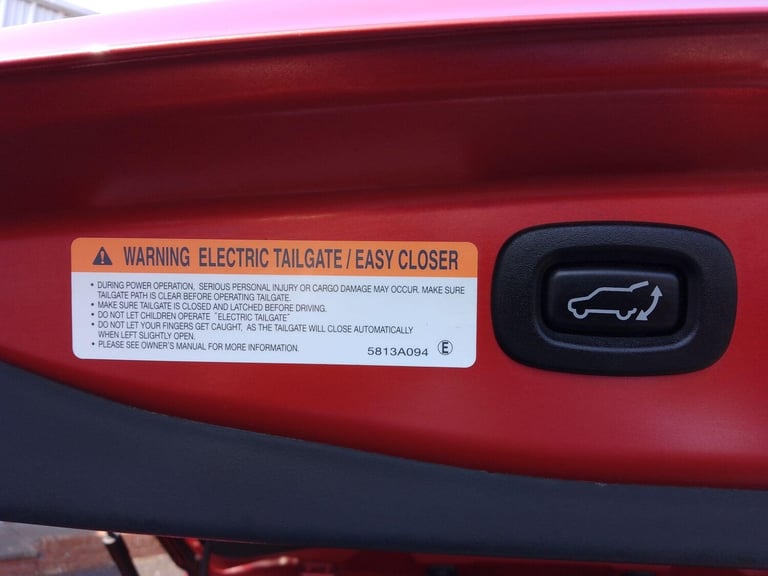 WARNING ELECTRIC TAILGATE / EASY CLOSER
• DURING POWER OPERATION, SERIOUS PERSONAL INJURY OR CARGO DAMAGE MAY OCCUR. MAKE SURE
TAILGATE PATH IS CLEAR BEFORE OPERATING TAILGATE.
• MAKE SURE TAILGATE IS CLOSED AND LATCHED BEFORE DRIVING.
• DO NOT LET CHILDREN OPERATE "ELECTRIC TAILGATE"
• DO NOT LET YOUR FINGERS GET CAUGHT, AS THE TAILGATE WILL CLOSE AUTOMATICALLY
WHEN LEFT SLIGHTLY OPEN.
• PLEASE SEE OWNER'S MANUAL FOR MORE INFORMATION.
5813A094 E